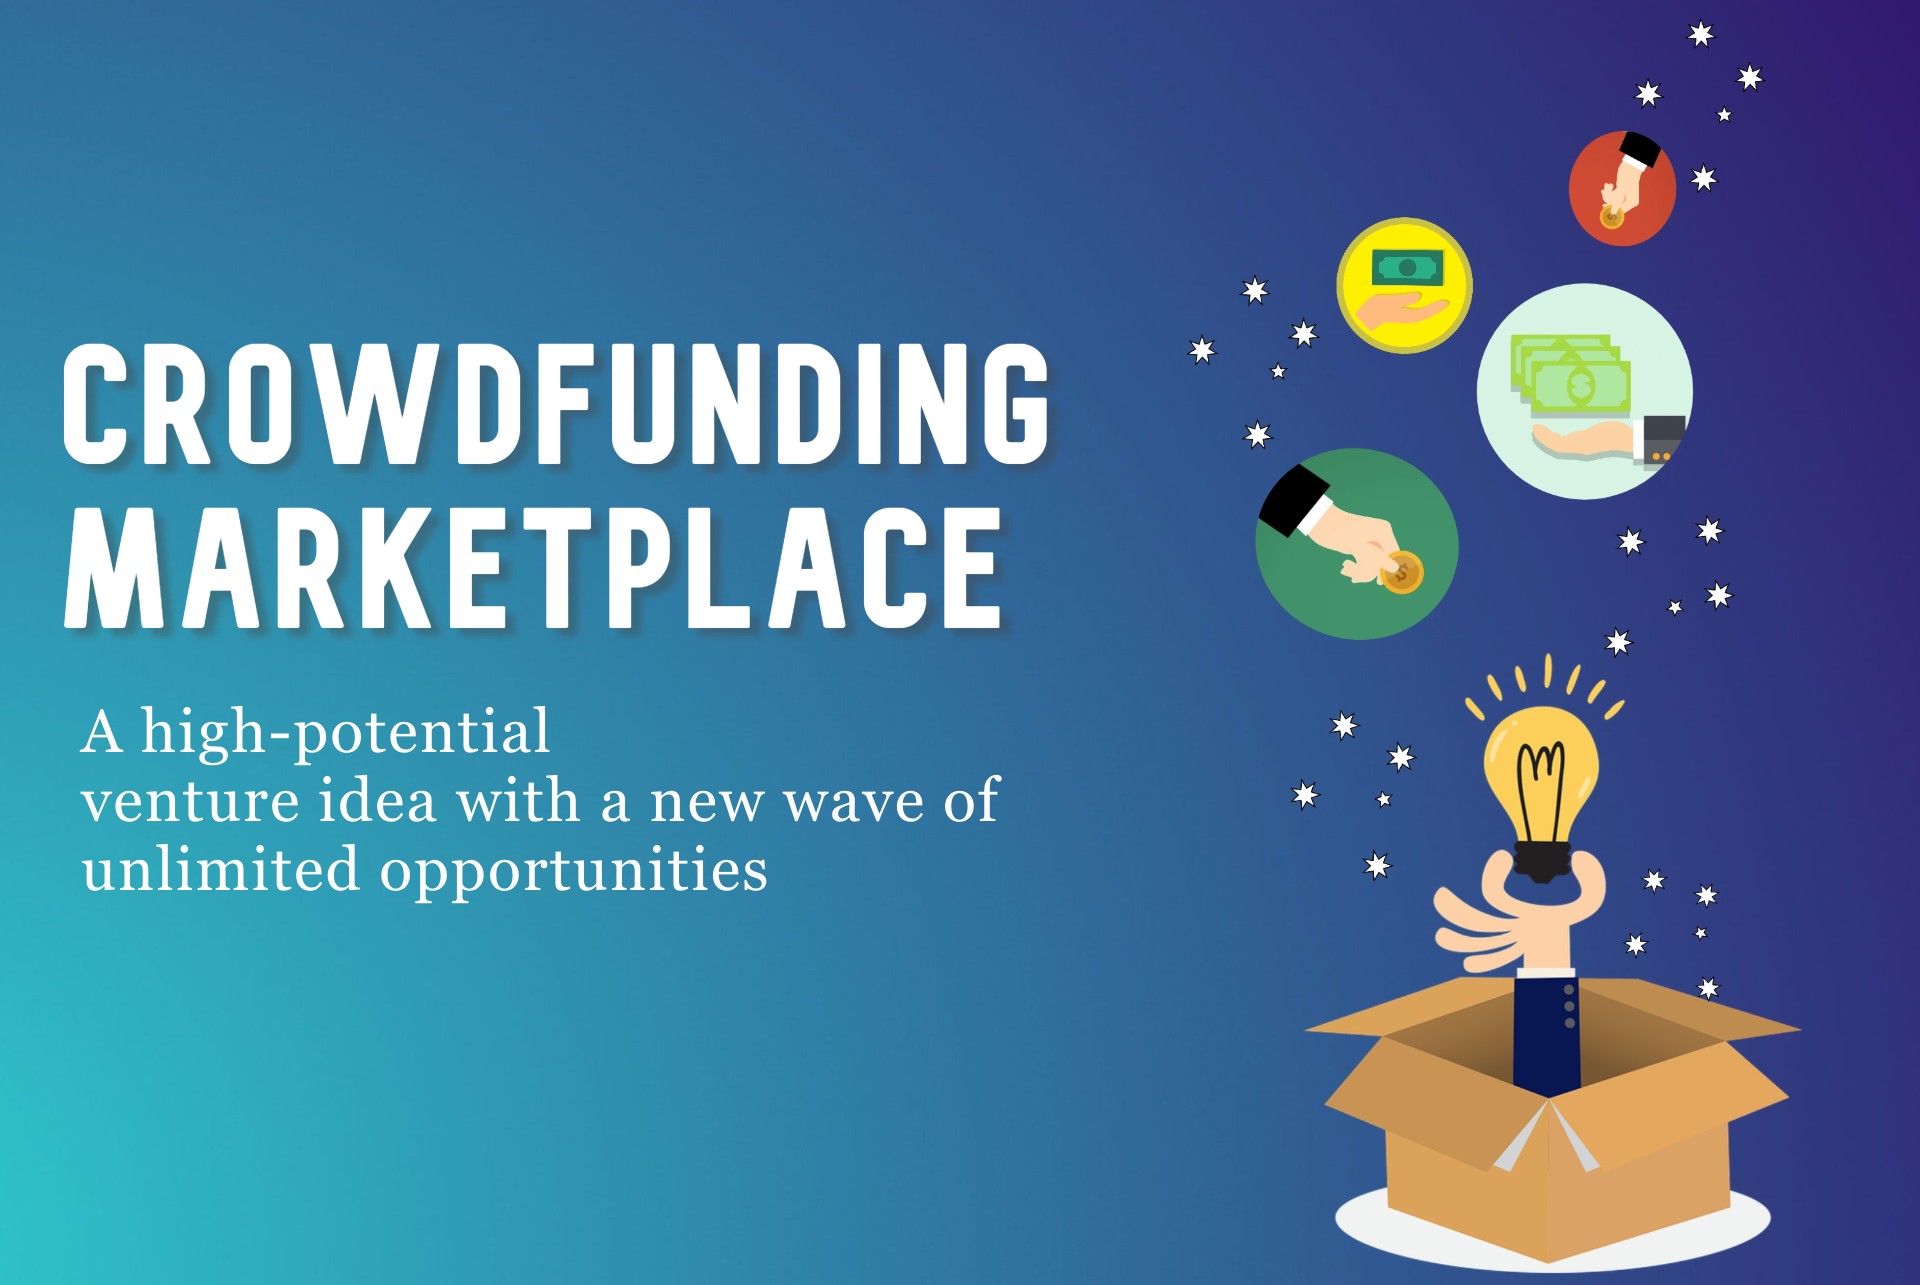 CROWDFUNDING
MARKETPLACE
A high-potential
venture idea with a new wave of
unlimited opportunities